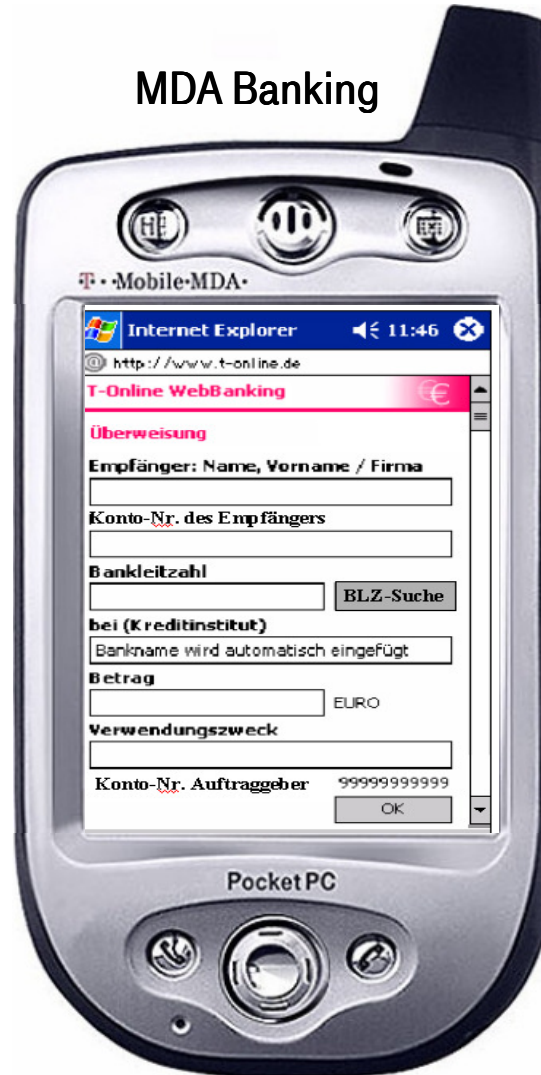 MDA Banking
T··Mobile·MDA·
Internet Explorer 11:46
http://www.t-online.de
T-Online WebBanking €€
Überweisung
Empfänger: Name, Vorname / Firma
Konto-Nr. des Empfängers
Bankleitzahl
BLZ-Suche
bei (Kreditinstitut)
Bankname wird automatisch eingefügt
Betrag
EURO
Verwendungszweck
Konto-Nr. Auftraggeber 99999999999
OK
Pocket PC